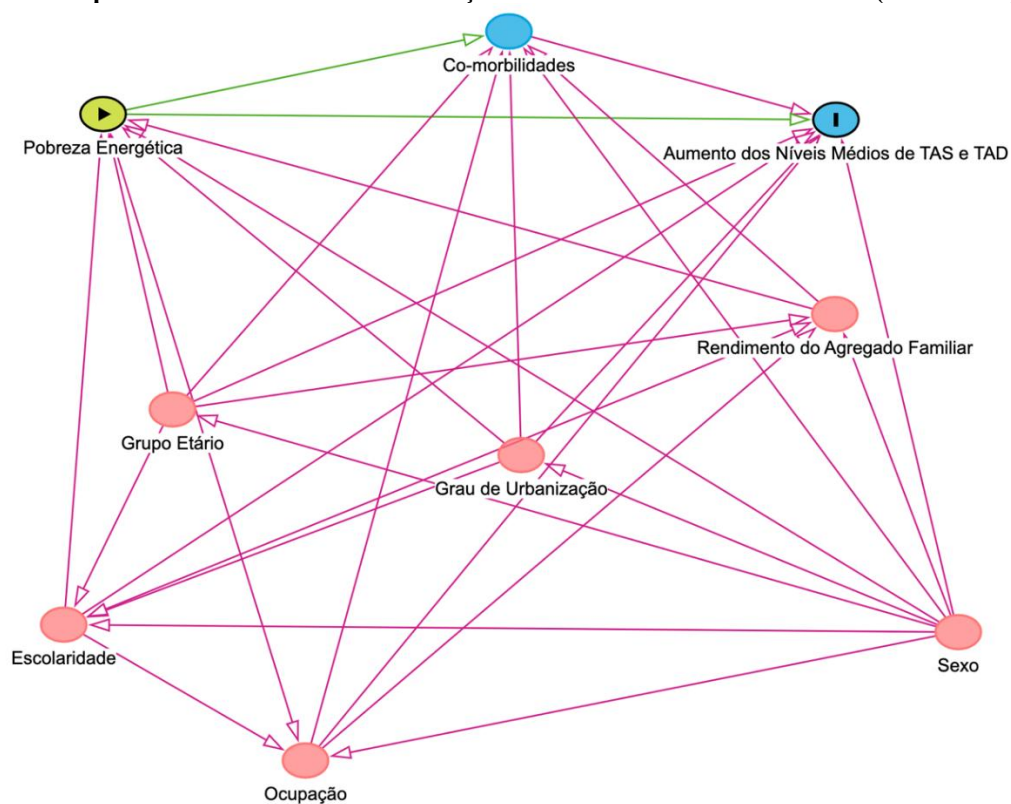 Co-morbilidades
Pobreza Energética
Aumento dos Níveis Médios de TAS e TAD
Rendimento do Agregado Familiar
Grupo Etário
Grau de Urbanização
Escolaridade
Sexo
Ocupação